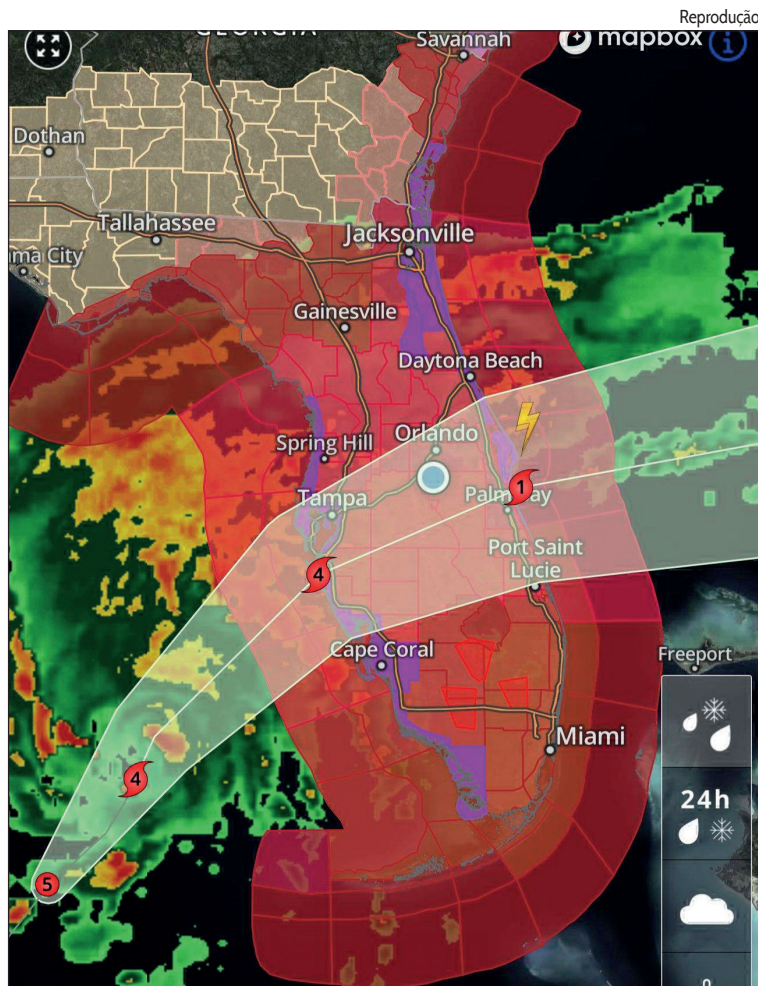 Reprodução
GEORGIA
Savannah
mapbox
i
Dothan
Tallahassee
ma City
Jacksonville
Gainesville
Daytona Beach
Spring Hill
Orlando
Tampa
1
Palm Bay
4
Port Saint
Lucie
Cape Coral
Freeport
Miami
4
24h
5